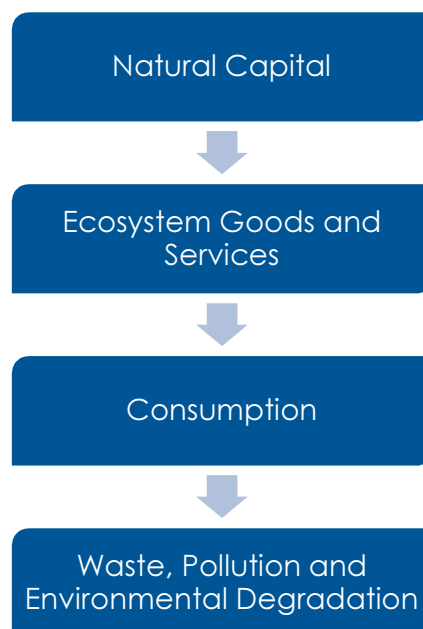 Natural Capital
Ecosystem Goods and
Services
Consumption
Waste, Pollution and
Environmental Degradation